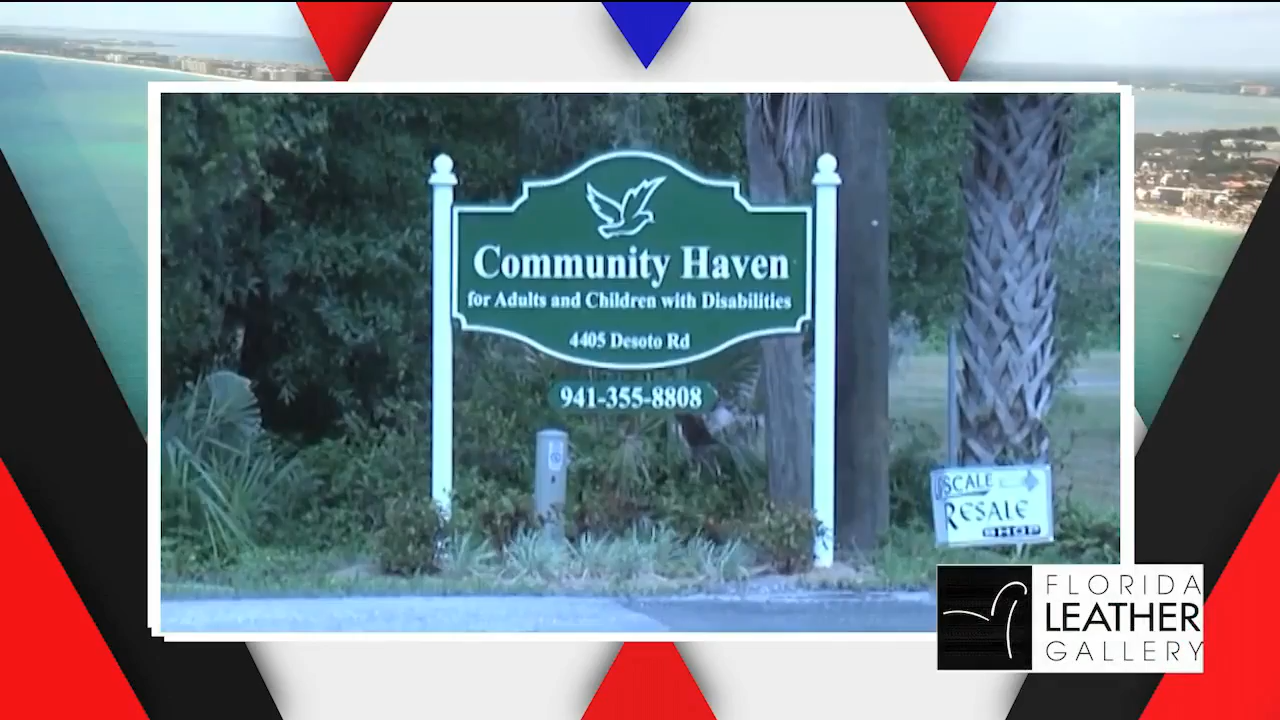 Community Haven
for Adults and Children with Disabilities
4405 Desoto Rd
941-355-8808
SCALE
RESALE
SHOP
FLORIDA
LEATHER
GALLERY